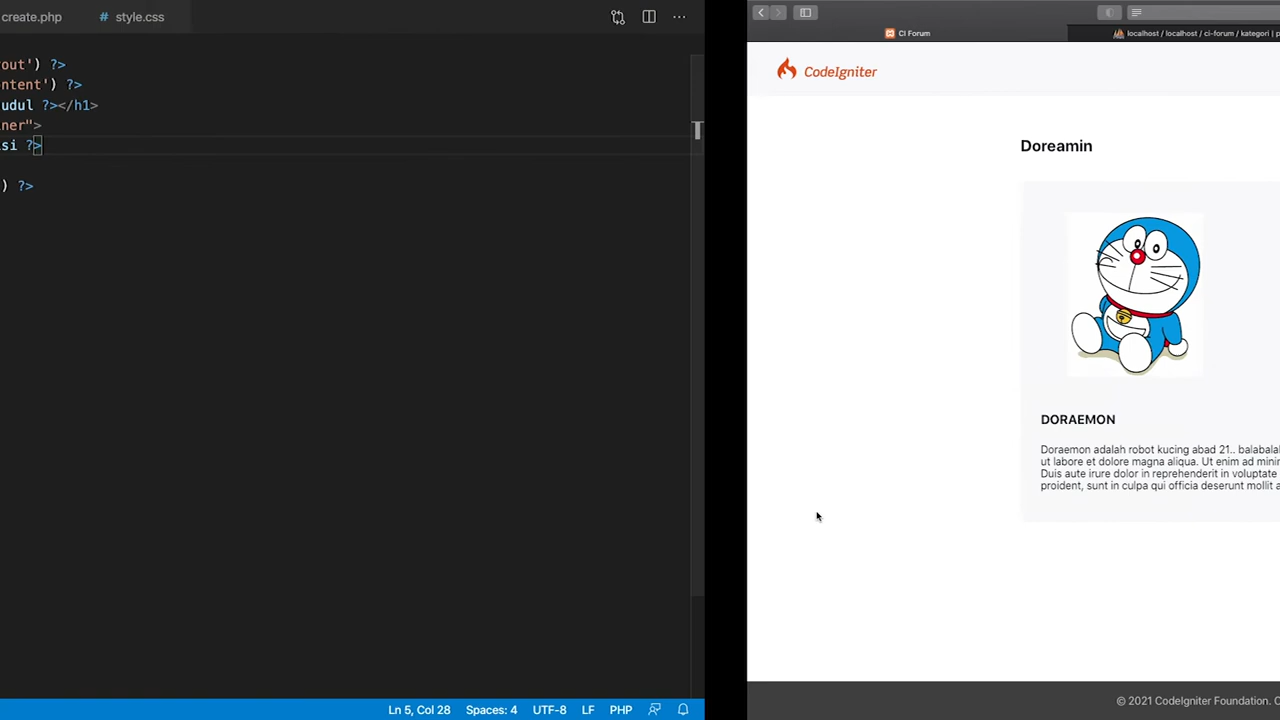 create.php # style.css ···
out') ?>
ntent') ?>
udul ?></h1>
ner">
si ?>
) ?>
Ln 5, Col 28 Spaces: 4 UTF-8 LF PHP
CI Forum
localhost / localhost / ci-forum / kategori | p
CodeIgniter
Doreamin
DORAEMON
Doraemon adalah robot kucing abad 21.. balabalal
ut labore et dolore magna aliqua. Ut enim ad minim
Duis aute irure dolor in reprehenderit in voluptate
proident, sunt in culpa qui officia deserunt mollit a
© 2021 CodeIgniter Foundation. C